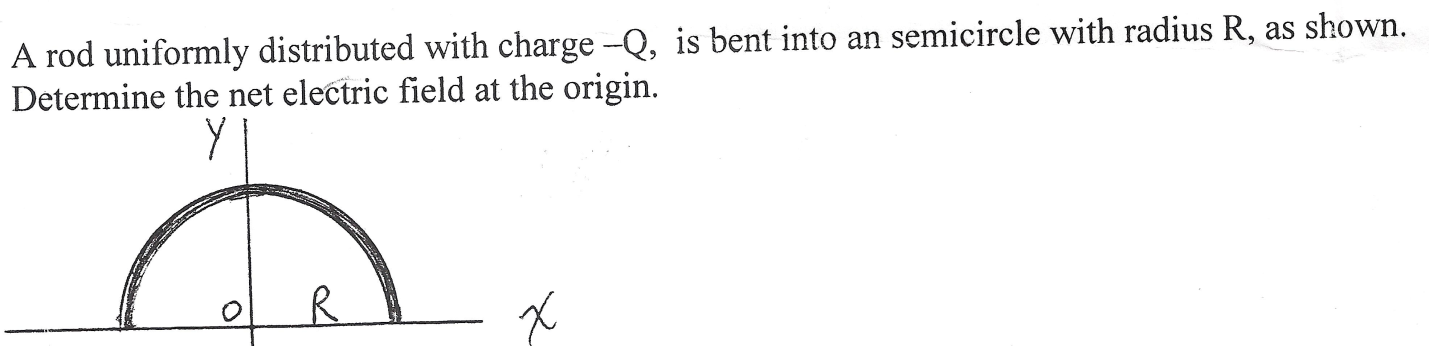 A rod uniformly distributed with charge –Q, is bent into an semicircle with radius R, as shown.
Determine the net electric field at the origin.
Y
O R
x